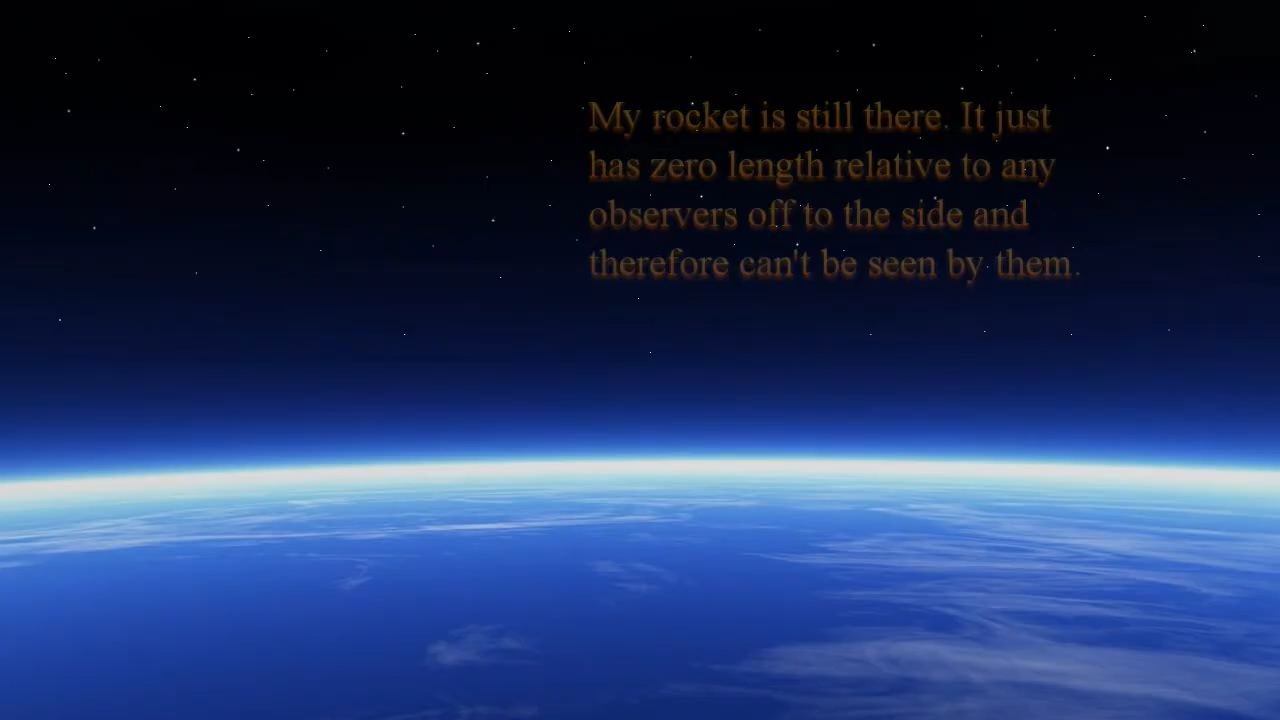 My rocket is still there. It just
has zero length relative to any
observers off to the side and
therefore can't be seen by them.